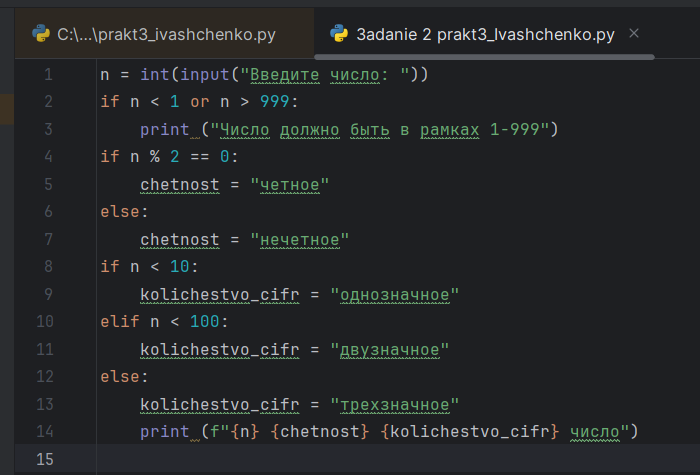 C:\...\prakt3_ivashchenko.py
Zadanie 2 prakt3_Ivashchenko.py ×
1 n = int(input("Введите число: "))
2 if n < 1 or n > 999:
3     print ("Число должно быть в рамках 1-999")
4 if n % 2 == 0:
5     chetnost = "четное"
6 else:
7     chetnost = "нечетное"
8 if n < 10:
9     kolichestvo_cifr = "однозначное"
10 elif n < 100:
11     kolichestvo_cifr = "двузначное"
12 else:
13     kolichestvo_cifr = "трехзначное"
14     print (f"{n} {chetnost} {kolichestvo_cifr} число")
15